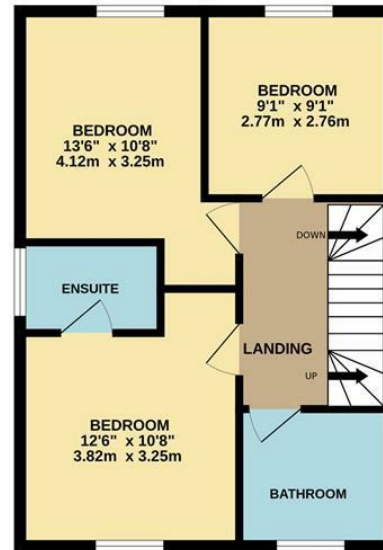 BEDROOM
13'6" x 10'8"
4.12m x 3.25m
BEDROOM
9'1" x 9'1"
2.77m x 2.76m
DOWN
ENSUITE
LANDING
UP
BEDROOM
12'6" x 10'8"
3.82m x 3.25m
BATHROOM